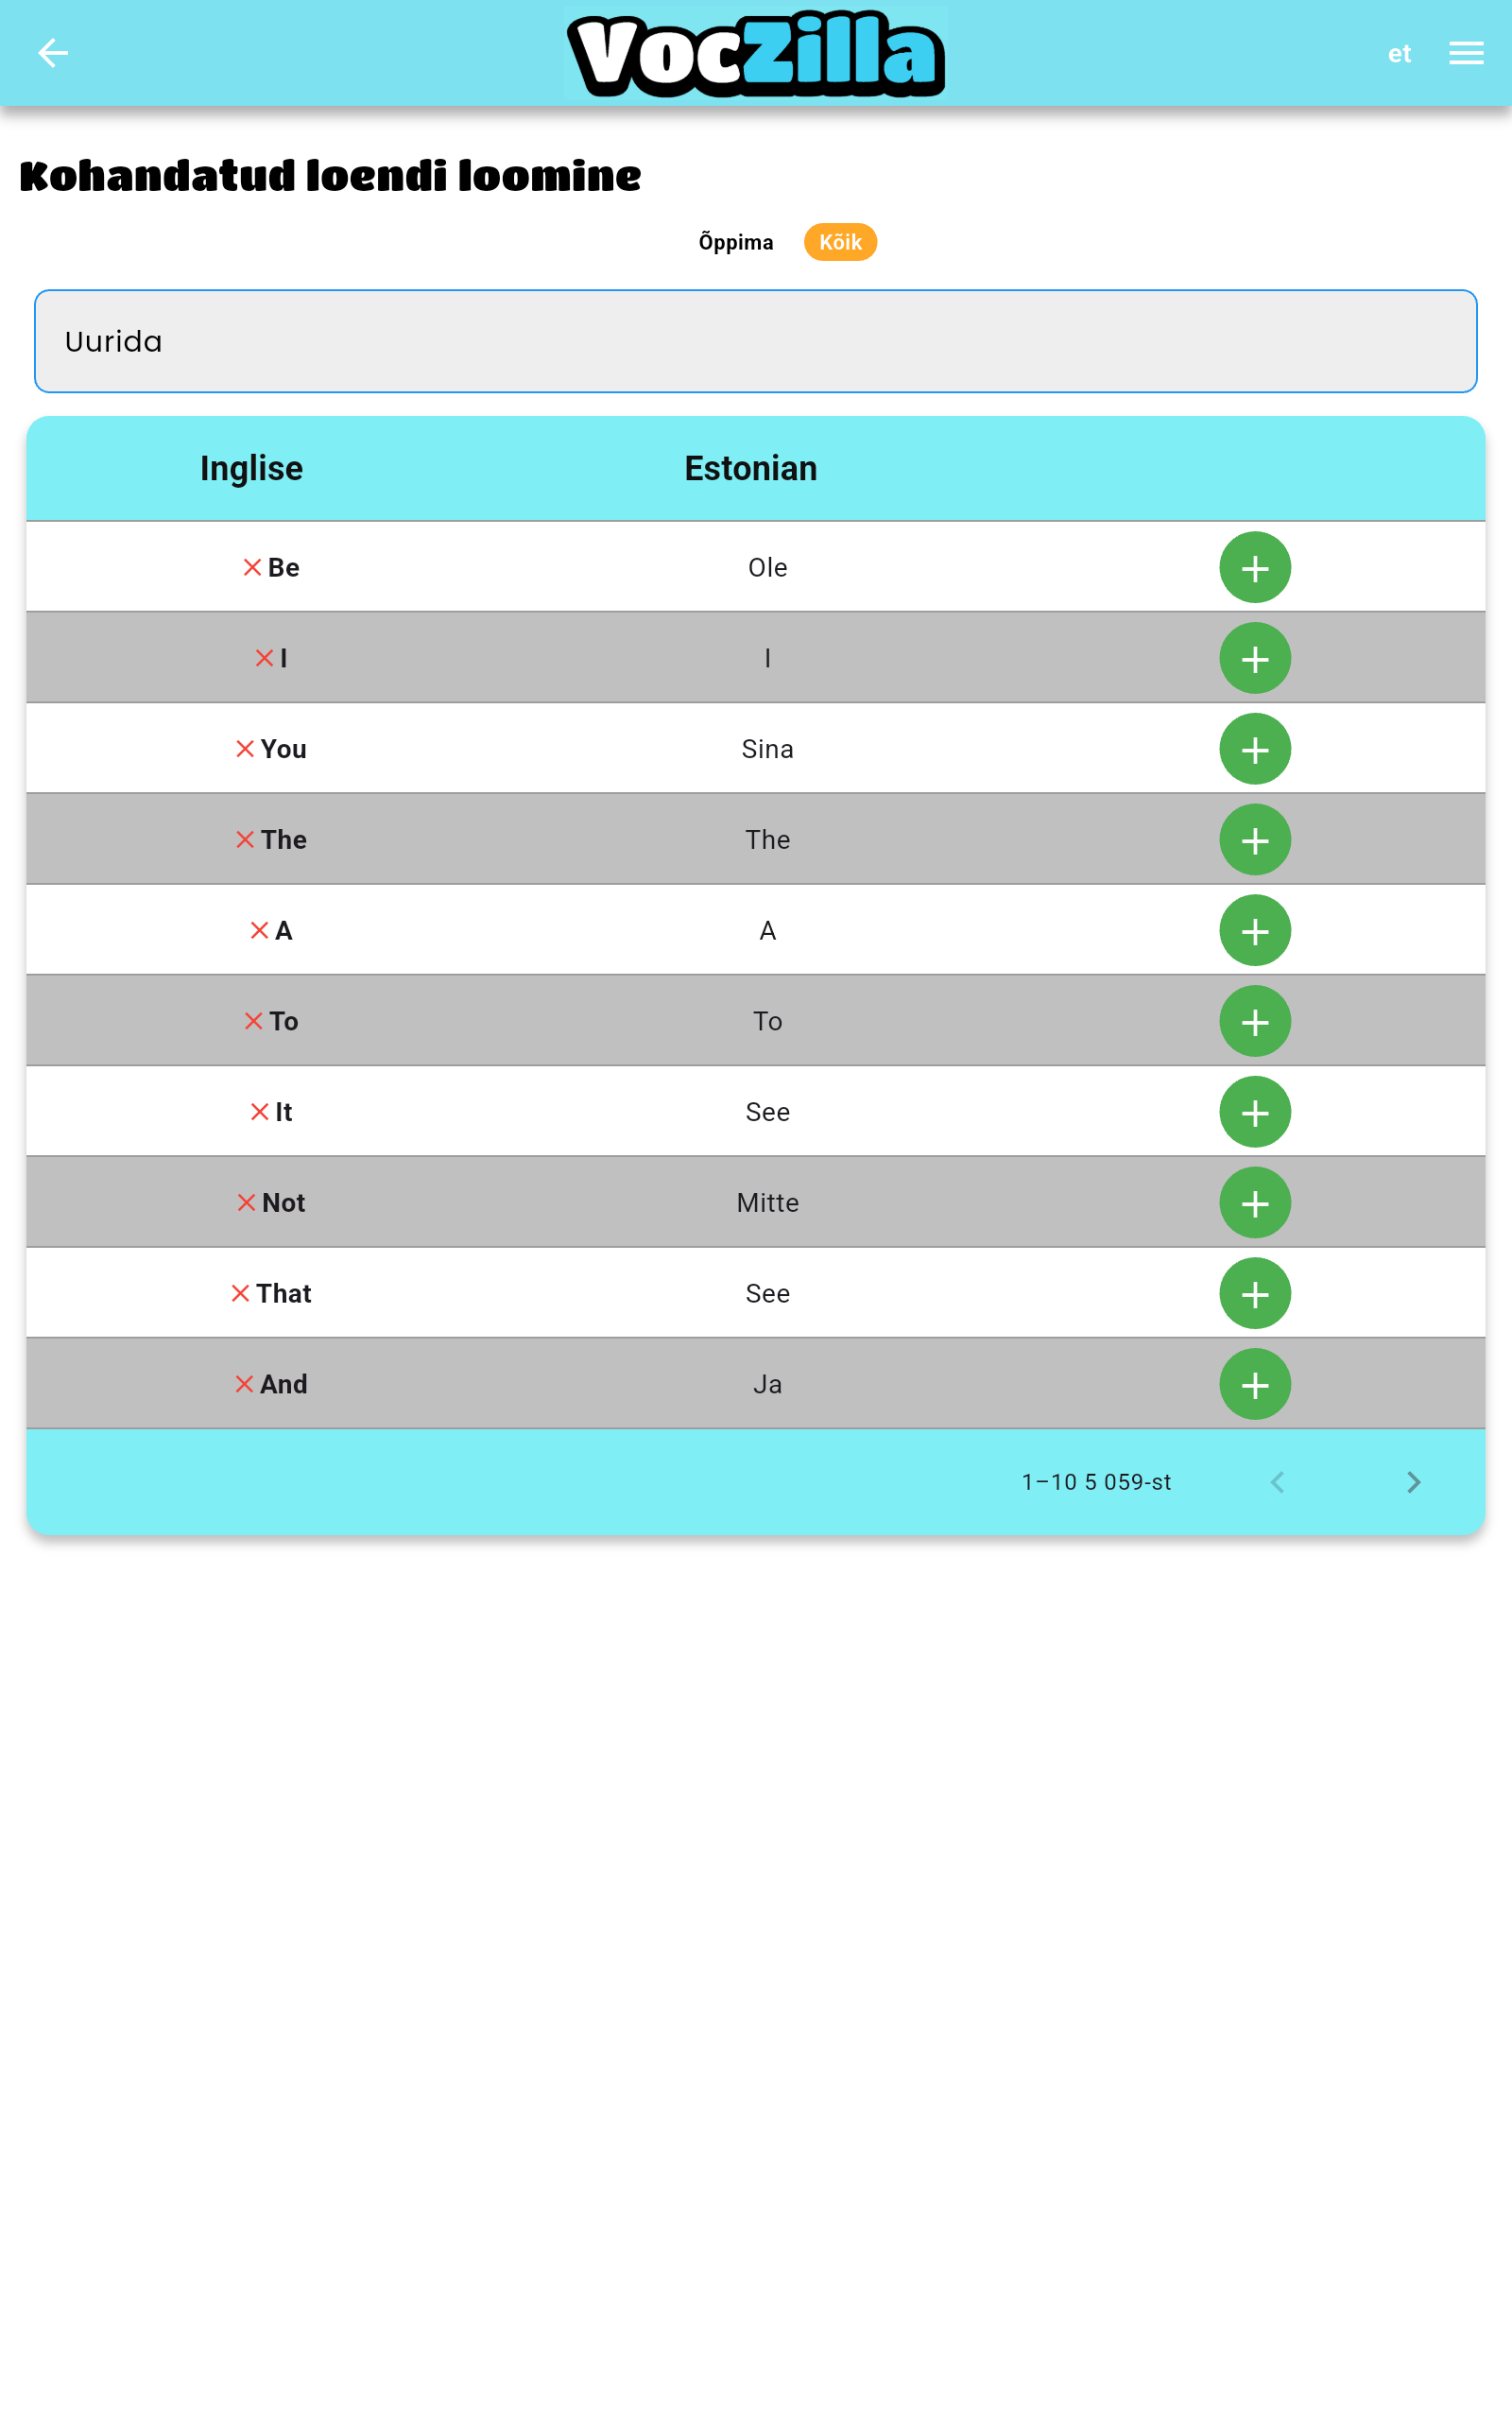 VocZilla
et
Kohandatud loendi loomine
Õppima Kõik
Uurida
Inglise Estonian
Be Ole
I I
You Sina
The The
A A
To To
It See
Not Mitte
That See
And Ja
1–10 5 059-st